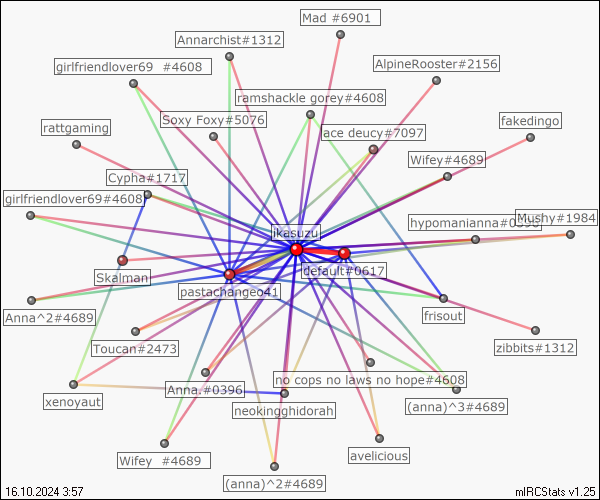 Mad #6901
Annarchist#1312
girlfriendlover69 #4608
AlpineRooster#2156
ramshackle gorey#4608
Soxy Foxy#5076
fakedingo
rattgaming
ace deucy#7097
Wifey#4689
Cypha#1717
girlfriendlover69#4608
hypomanianna#0396
Mushy#1984
ikasuzu
Skalman
default#0617
pastachangeo41
Anna^2#4689
frisout
Toucan#2473
zibbits#1312
no cops no laws no hope#4608
Anna.#0396
xenoyaut
neokingghidorah
(anna)^3#4689
Wifey #4689
avelicious
(anna)^2#4689
16.10.2024 3:57
mIRCStats v1.25